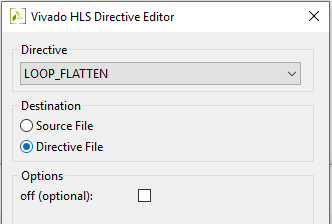 Vivado HLS Directive Editor
Directive
LOOP_FLATTEN
Destination
Source File
Directive File
Options
off (optional):